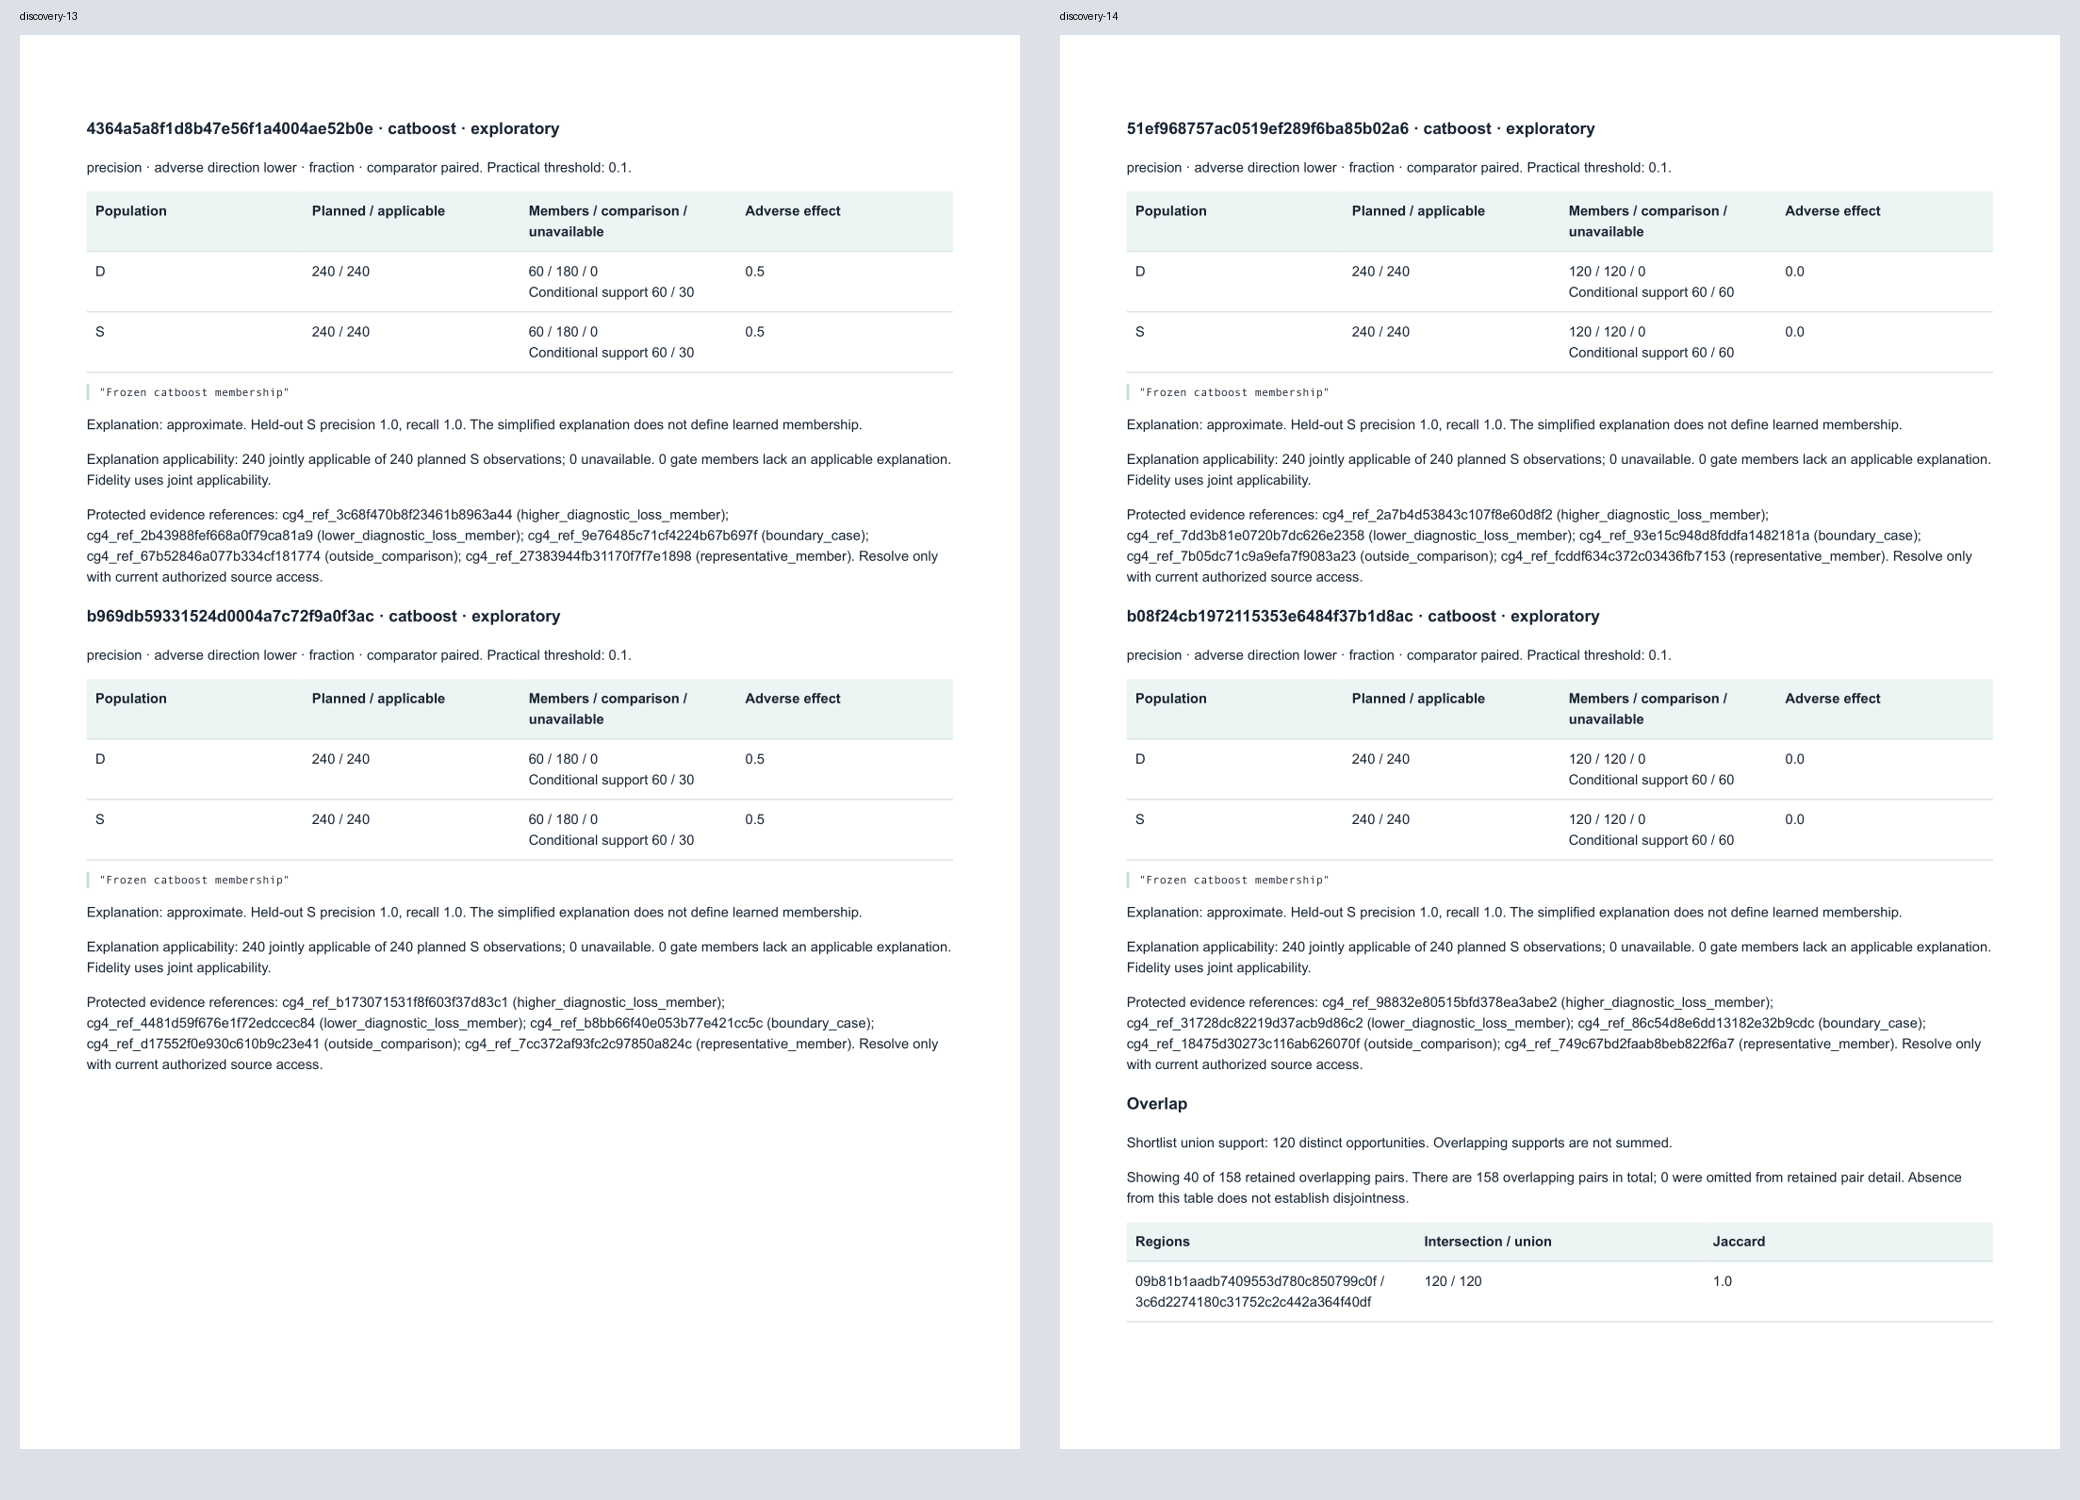 discovery-13
4364a5a8f1d8b47e56f1a4004ae52b0e · catboost · exploratory
precision · adverse direction lower · fraction · comparator paired. Practical threshold: 0.1.
Population Planned / applicable Members / comparison / Adverse effect
unavailable
D 240 / 240 60 / 180 / 0 0.5
Conditional support 60 / 30
S 240 / 240 60 / 180 / 0 0.5
Conditional support 60 / 30
"Frozen catboost membership"
Explanation: approximate. Held-out S precision 1.0, recall 1.0. The simplified explanation does not define learned membership.
Explanation applicability: 240 jointly applicable of 240 planned S observations; 0 unavailable. 0 gate members lack an applicable explanation.
Fidelity uses joint applicability.
Protected evidence references: cg4_ref_3c68f470b8f23461b8963a44 (higher_diagnostic_loss_member);
cg4_ref_2b43988fef668a0f79ca81a9 (lower_diagnostic_loss_member); cg4_ref_9e76485c71cf4224b67b697f (boundary_case);
cg4_ref_67b52846a077b334cf181774 (outside_comparison); cg4_ref_27383944fb31170f7f7e1898 (representative_member). Resolve only
with current authorized source access.
b969db59331524d0004a7c72f9a0f3ac · catboost · exploratory
precision · adverse direction lower · fraction · comparator paired. Practical threshold: 0.1.
Population Planned / applicable Members / comparison / Adverse effect
unavailable
D 240 / 240 60 / 180 / 0 0.5
Conditional support 60 / 30
S 240 / 240 60 / 180 / 0 0.5
Conditional support 60 / 30
"Frozen catboost membership"
Explanation: approximate. Held-out S precision 1.0, recall 1.0. The simplified explanation does not define learned membership.
Explanation applicability: 240 jointly applicable of 240 planned S observations; 0 unavailable. 0 gate members lack an applicable explanation.
Fidelity uses joint applicability.
Protected evidence references: cg4_ref_b173071531f8f603f37d83c1 (higher_diagnostic_loss_member);
cg4_ref_4481d59f676e1f72edccec84 (lower_diagnostic_loss_member); cg4_ref_b8bb66f40e053b77e421cc5c (boundary_case);
cg4_ref_d17552f0e930c610b9c23e41 (outside_comparison); cg4_ref_7cc372af93fc2c97850a824c (representative_member). Resolve only
with current authorized source access.
discovery-14
51ef968757ac0519ef289f6ba85b02a6 · catboost · exploratory
precision · adverse direction lower · fraction · comparator paired. Practical threshold: 0.1.
Population Planned / applicable Members / comparison / Adverse effect
unavailable
D 240 / 240 120 / 120 / 0 0.0
Conditional support 60 / 60
S 240 / 240 120 / 120 / 0 0.0
Conditional support 60 / 60
"Frozen catboost membership"
Explanation: approximate. Held-out S precision 1.0, recall 1.0. The simplified explanation does not define learned membership.
Explanation applicability: 240 jointly applicable of 240 planned S observations; 0 unavailable. 0 gate members lack an applicable explanation.
Fidelity uses joint applicability.
Protected evidence references: cg4_ref_2a7b4d53843c107f8e60d8f2 (higher_diagnostic_loss_member);
cg4_ref_7dd3b81e0720b7dc626e2358 (lower_diagnostic_loss_member); cg4_ref_93e15c948d8fddfa1482181a (boundary_case);
cg4_ref_7b05dc71c9a9efa7f9083a23 (outside_comparison); cg4_ref_fcddf634c372c03436fb7153 (representative_member). Resolve only
with current authorized source access.
b08f24cb1972115353e6484f37b1d8ac · catboost · exploratory
precision · adverse direction lower · fraction · comparator paired. Practical threshold: 0.1.
Population Planned / applicable Members / comparison / Adverse effect
unavailable
D 240 / 240 120 / 120 / 0 0.0
Conditional support 60 / 60
S 240 / 240 120 / 120 / 0 0.0
Conditional support 60 / 60
"Frozen catboost membership"
Explanation: approximate. Held-out S precision 1.0, recall 1.0. The simplified explanation does not define learned membership.
Explanation applicability: 240 jointly applicable of 240 planned S observations; 0 unavailable. 0 gate members lack an applicable explanation.
Fidelity uses joint applicability.
Protected evidence references: cg4_ref_98832e80515bfd378ea3abe2 (higher_diagnostic_loss_member);
cg4_ref_31728dc82219d37acb9d86c2 (lower_diagnostic_loss_member); cg4_ref_86c54d8e6dd13182e32b9cdc (boundary_case);
cg4_ref_18475d30273c116ab626070f (outside_comparison); cg4_ref_749c67bd2faab8beb822f6a7 (representative_member). Resolve only
with current authorized source access.
Overlap
Shortlist union support: 120 distinct opportunities. Overlapping supports are not summed.
Showing 40 of 158 retained overlapping pairs. There are 158 overlapping pairs in total; 0 were omitted from retained pair detail. Absence
from this table does not establish disjointness.
Regions Intersection / union Jaccard
09b81b1aadb7409553d780c850799c0f / 120 / 120 1.0
3c6d2274180c31752c2c442a364f40df